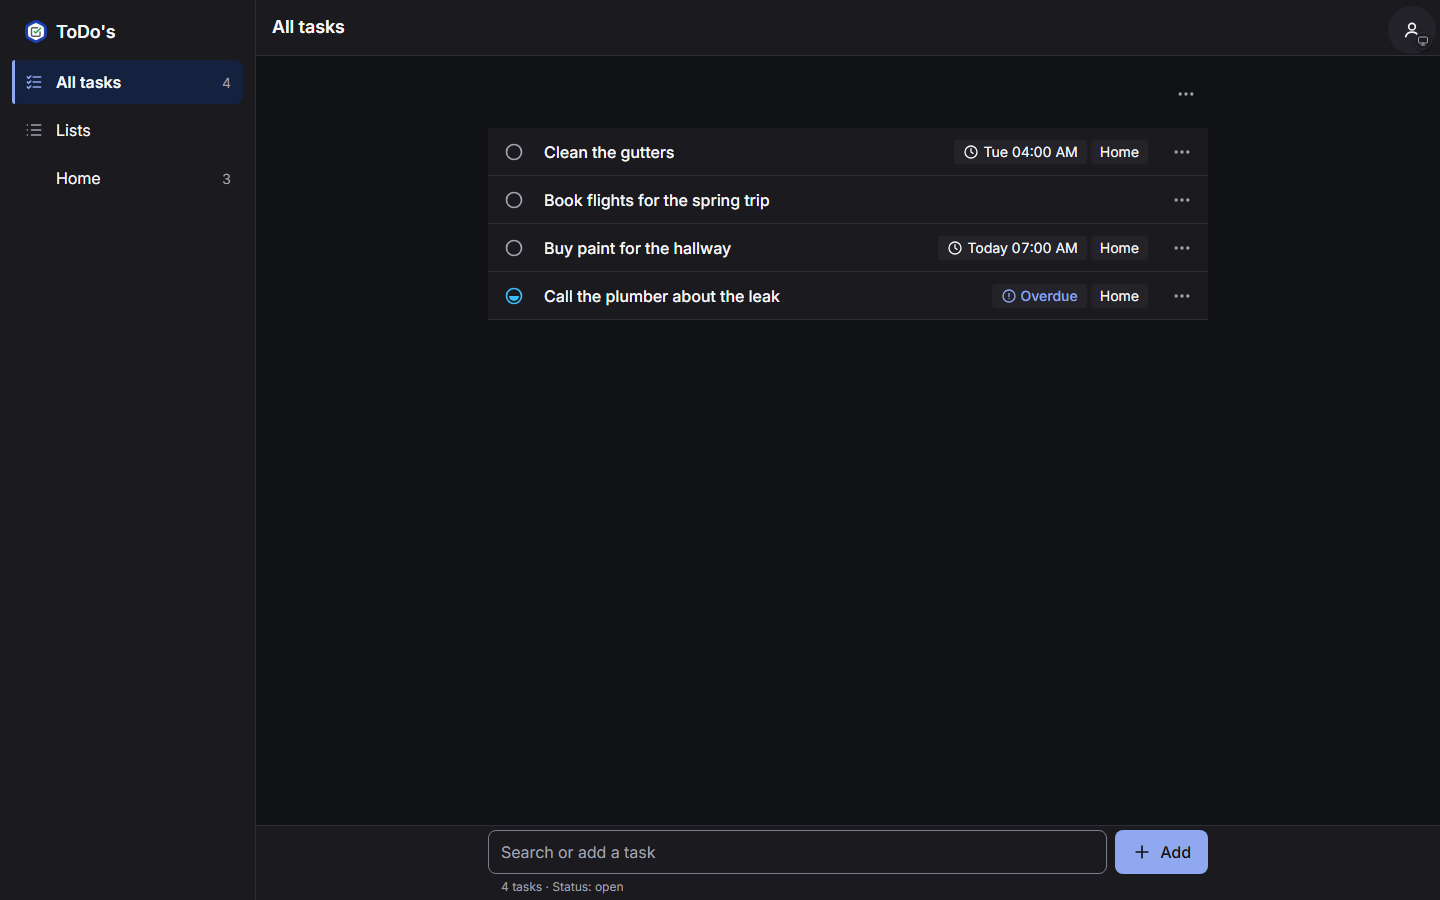 ToDo's
All tasks 4
Lists
Home 3
All tasks
Clean the gutters Tue 04:00 AM Home
Book flights for the spring trip
Buy paint for the hallway Today 07:00 AM Home
Call the plumber about the leak Overdue Home
Search or add a task
Add
4 tasks · Status: open